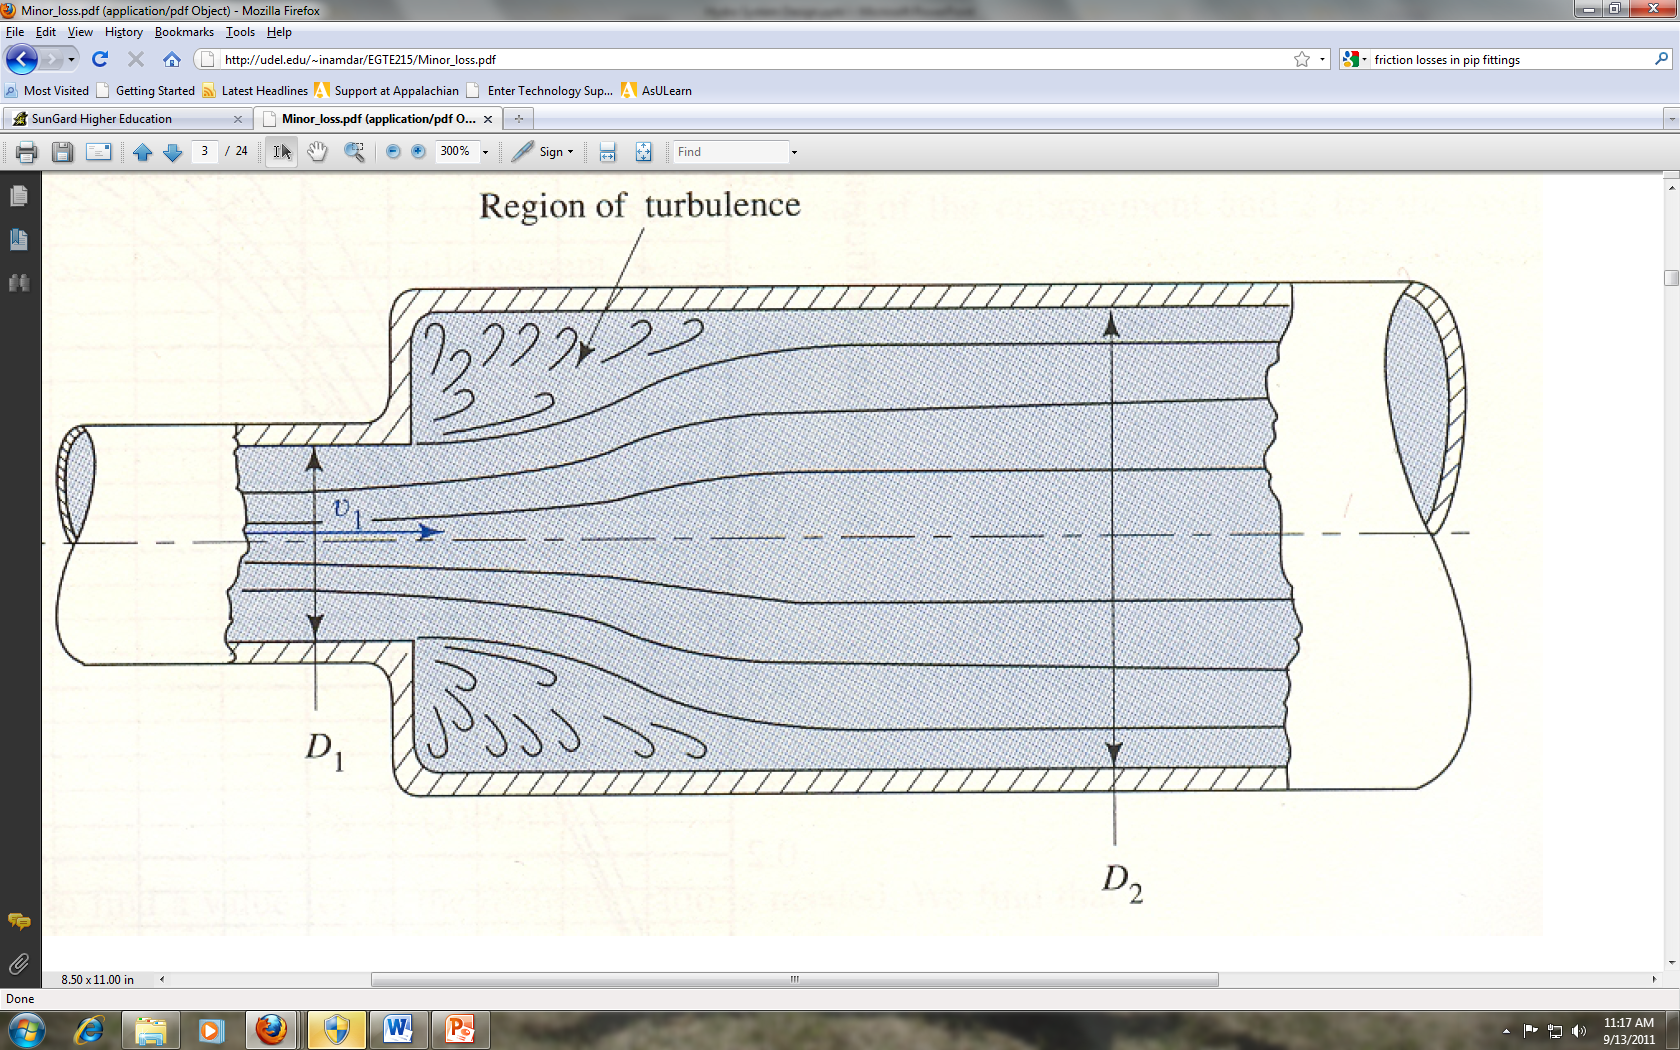 Minor_loss.pdf (application/pdf Object) - Mozilla Firefox
File Edit View History Bookmarks Tools Help
http://udel.edu/~inamdar/EGTE215/Minor_loss.pdf
friction losses in pip fittings
Most Visited Getting Started Latest Headlines Support at Appalachian Enter Technology Sup... AsULearn
SunGard Higher Education
Minor_loss.pdf (application/pdf O...
3 / 24 300% Sign Find
Region of turbulence
v1
D1
D2
8.50 x 11.00 in
Done
11:17 AM
9/13/2011